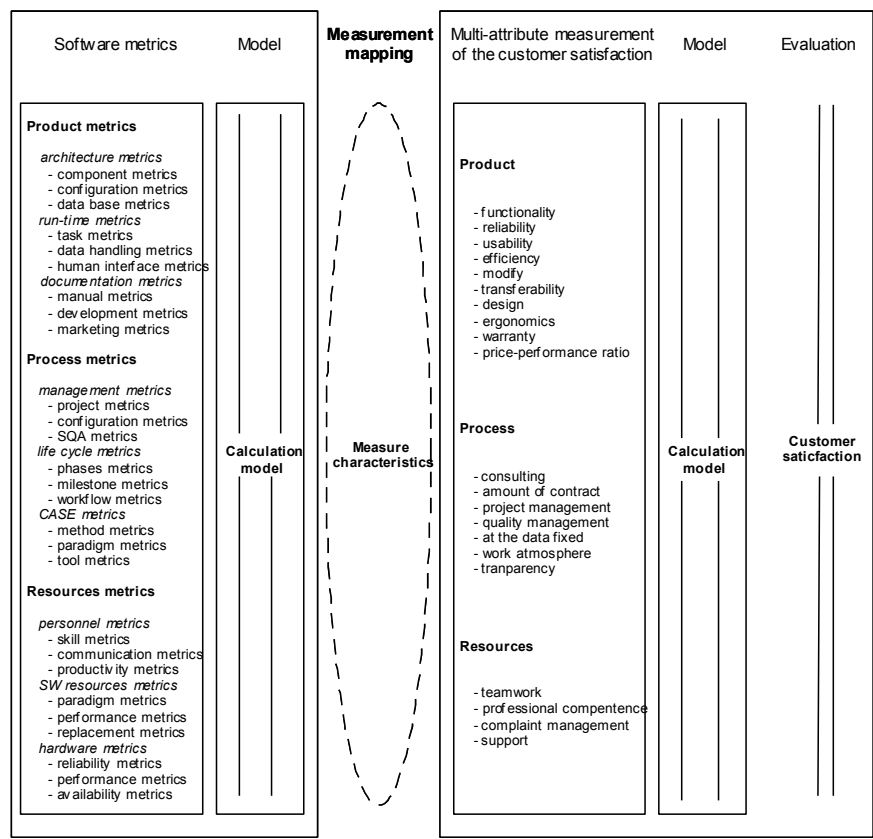 Software metrics
Model
Measurement
mapping
Multi-attribute measurement
of the customer satisfaction
Model
Evaluation
Product metrics
architecture metrics
- component metrics
- configuration metrics
- data base metrics
run-time metrics
- task metrics
- data handling metrics
- human interface metrics
documentation metrics
- manual metrics
- development metrics
- marketing metrics
Process metrics
management metrics
- project metrics
- configuration metrics
- SQA metrics
life cycle metrics
- phases metrics
- milestone metrics
- workflow metrics
CASE metrics
- method metrics
- paradigm metrics
- tool metrics
Resources metrics
personnel metrics
- skill metrics
- communication metrics
- productivity metrics
SW resources metrics
- paradigm metrics
- performance metrics
- replacement metrics
hardware metrics
- reliability metrics
- performance metrics
- availability metrics
Calculation
model
Measure
characteristics
Product
- functionality
- reliability
- usability
- efficiency
- modify
- transferability
- design
- ergonomics
- warranty
- price-performance ratio
Process
- consulting
- amount of contract
- project management
- quality management
- at the data fixed
- work atmosphere
- tranparency
Resources
- teamwork
- professional compentence
- complaint management
- support
Calculation
model
Customer
saticfaction